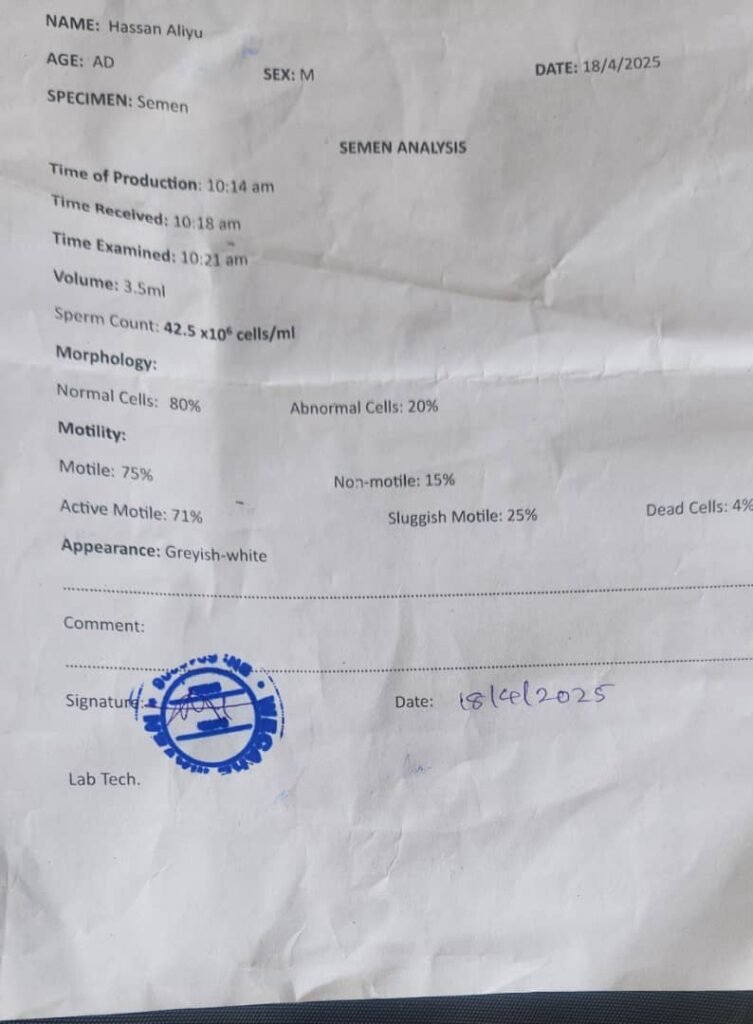 NAME: Hassan Aliyu
AGE: AD SEX: M DATE: 18/4/2025
SPECIMEN: Semen
SEMEN ANALYSIS
Time of Production: 10:14 am
Time Received: 10:18 am
Time Examined: 10:21 am
Volume: 3.5ml
Sperm Count: 42.5 x10⁶ cells/ml
Morphology:
Normal Cells: 80% Abnormal Cells: 20%
Motility:
Motile: 75% Non-motile: 15%
Active Motile: 71% Sluggish Motile: 25% Dead Cells: 4%
Appearance: Greyish-white
Comment:
Signature: Date: 18/4/2025
Lab Tech.